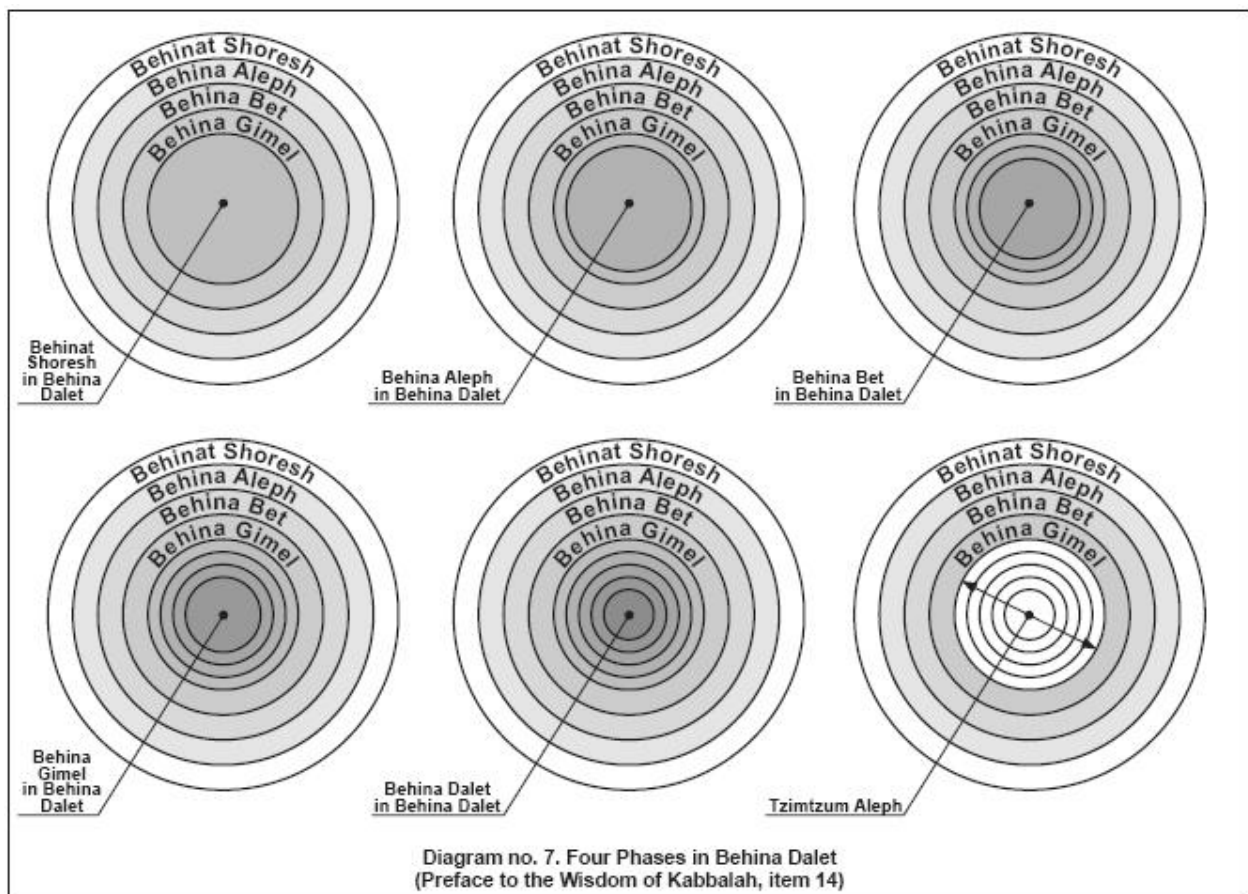 Behinat Shoresh
Behina Aleph
Behina Bet
Behina Gimel
Behinat
Shoresh
in Behina
Dalet
Behinat Shoresh
Behina Aleph
Behina Bet
Behina Gimel
Behina Aleph
in Behina Dalet
Behinat Shoresh
Behina Aleph
Behina Bet
Behina Gimel
Behina Bet
in Behina Dalet
Behinat Shoresh
Behina Aleph
Behina Bet
Behina Gimel
Behina
Gimel
in Behina
Dalet
Behinat Shoresh
Behina Aleph
Behina Bet
Behina Gimel
Behina Dalet
in Behina Dalet
Behinat Shoresh
Behina Aleph
Behina Bet
Behina Gimel
Tzimtzum Aleph
Diagram no. 7. Four Phases in Behina Dalet
(Preface to the Wisdom of Kabbalah, item 14)